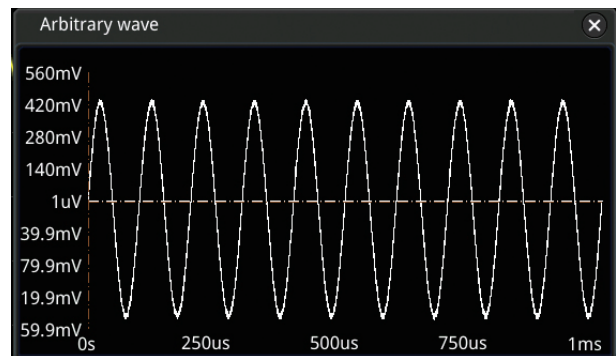 Arbitrary wave
560mV
420mV
280mV
140mV
1uV
39.9mV
79.9mV
19.9mV
59.9mV
0s 250us 500us 750us 1ms